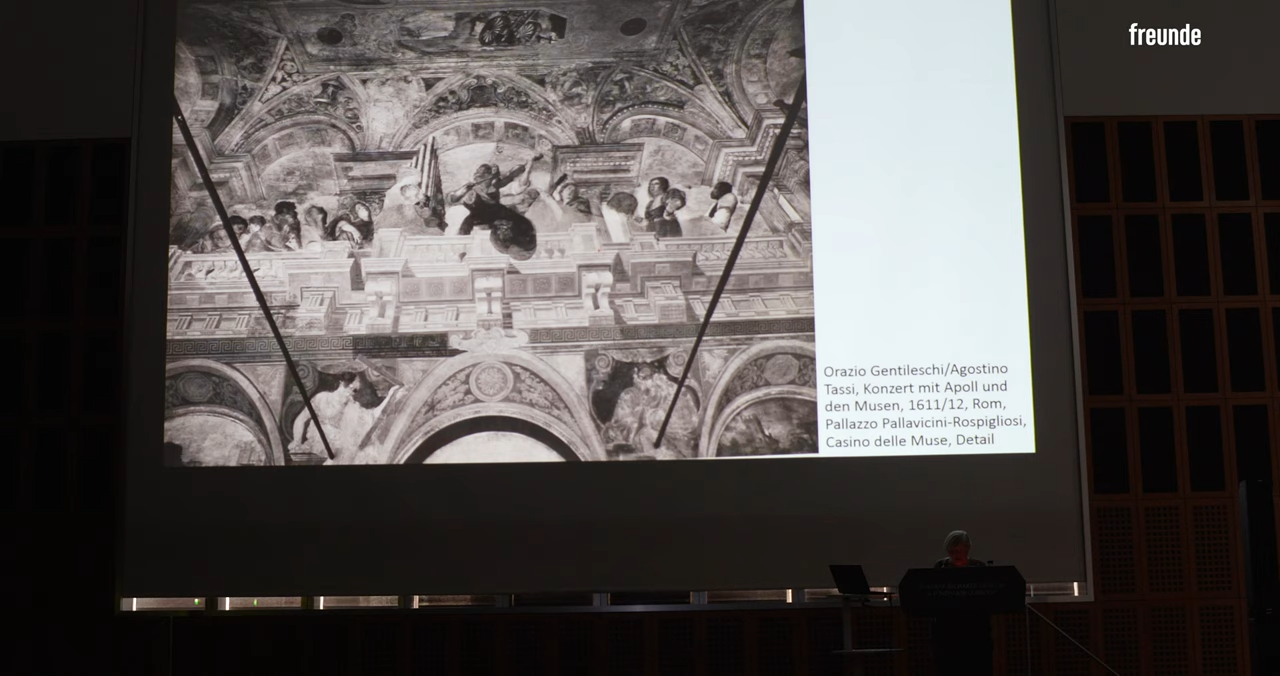 freunde
Orazio Gentileschi/Agostino
Tassi, Konzert mit Apoll und
den Musen, 1611/12, Rom,
Pallazzo Pallavicini-Rospigliosi,
Casino delle Muse, Detail